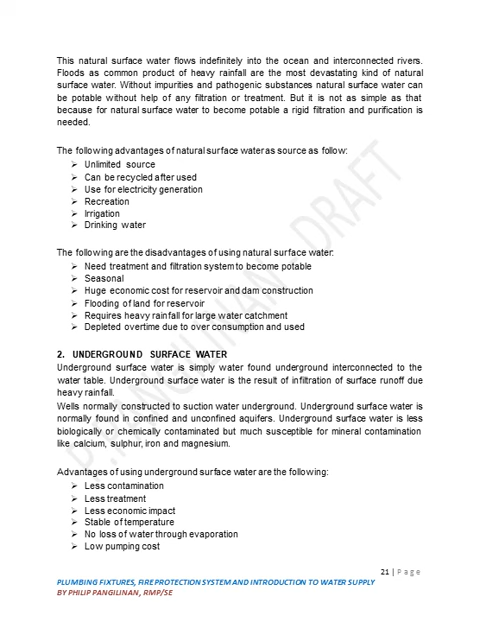 This natural surface water flows indefinitely into the ocean and interconnected rivers.
Floods as common product of heavy rainfall are the most devastating kind of natural
surface water. Without impurities and pathogenic substances natural surface water can
be potable without help of any filtration or treatment. But it is not as simple as that
because for natural surface water to become potable a rigid filtration and purification is
needed.
The following advantages of natural surface water as source as follow:
➢ Unlimited source
➢ Can be recycled after used
➢ Use for electricity generation
➢ Recreation
➢ Irrigation
➢ Drinking water
The following are the disadvantages of using natural surface water:
➢ Need treatment and filtration system to become potable
➢ Seasonal
➢ Huge economic cost for reservoir and dam construction
➢ Flooding of land for reservoir
➢ Requires heavy rainfall for large water catchment
➢ Depleted overtime due to over consumption and used
2. UNDERGROUND SURFACE WATER
Underground surface water is simply water found underground interconnected to the
water table. Underground surface water is the result of infiltration of surface runoff due
heavy rainfall.
Wells normally constructed to suction water underground. Underground surface water is
normally found in confined and unconfined aquifers. Underground surface water is less
biologically or chemically contaminated but much susceptible for mineral contamination
like calcium, sulphur, iron and magnesium.
Advantages of using underground surface water are the following:
➢ Less contamination
➢ Less treatment
➢ Less economic impact
➢ Stable of temperature
➢ No loss of water through evaporation
➢ Low pumping cost
21 | Page
PLUMBING FIXTURES, FIRE PROTECTION SYSTEM AND INTRODUCTION TO WATER SUPPLY
BY PHILIP PANGILINAN, RMP/SE
P.PANGILINAN DRAFT